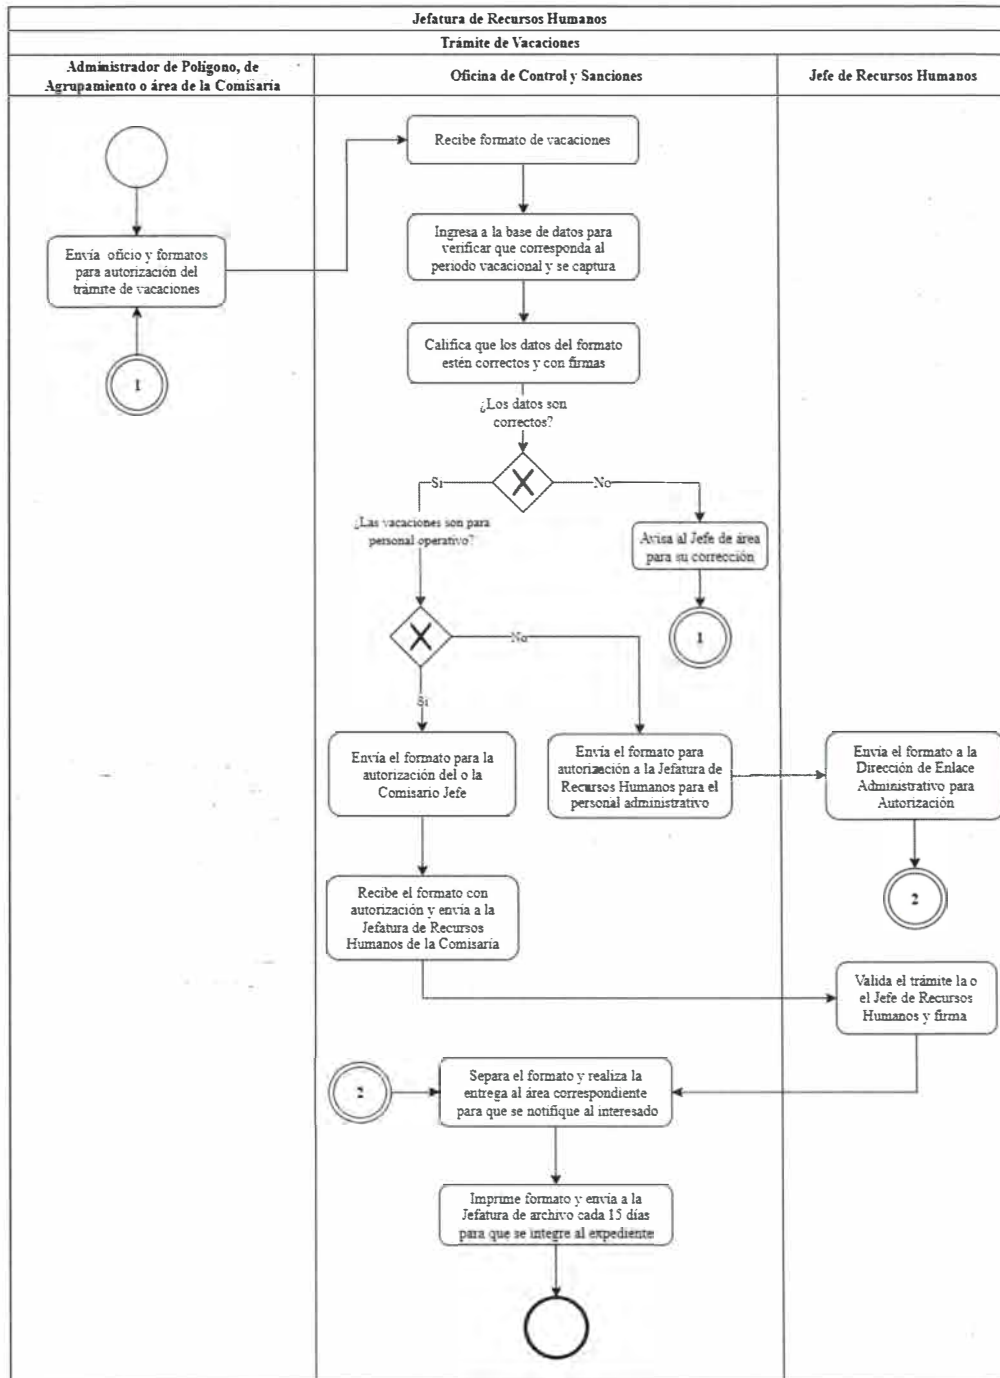 Jefatura de Recursos Humanos
Trámite de Vacaciones
Administrador de Polígono, de
Agrupamiento o área de la Comisaría
Oficina de Control y Sanciones
Jefe de Recursos Humanos
Recibe formato de vacaciones
Envía oficio y formatos
para autorización del
trámite de vacaciones
1
Ingresa a la base de datos para
verificar que corresponda al
periodo vacacional y se captura
Califica que los datos del formato
estén correctos y con firmas
¿Los datos son
correctos?
Si
No
¿Las vacaciones son para
personal operativo?
Avisa al Jefe de área
para su corrección
1
No
Si
Envía el formato para la
autorización del o la
Comisario Jefe
Envía el formato para
autorización a la Jefatura de
Recursos Humanos para el
personal administrativo
Envía el formato a la
Dirección de Enlace
Administrativo para
Autorización
2
Recibe el formato con
autorización y envía a la
Jefatura de Recursos
Humanos de la Comisaría
Valida el trámite la o
el Jefe de Recursos
Humanos y firma
2
Separa el formato y realiza la
entrega al área correspondiente
para que se notifique al interesado
Imprime formato y envía a la
Jefatura de archivo cada 15 días
para que se integre al expediente